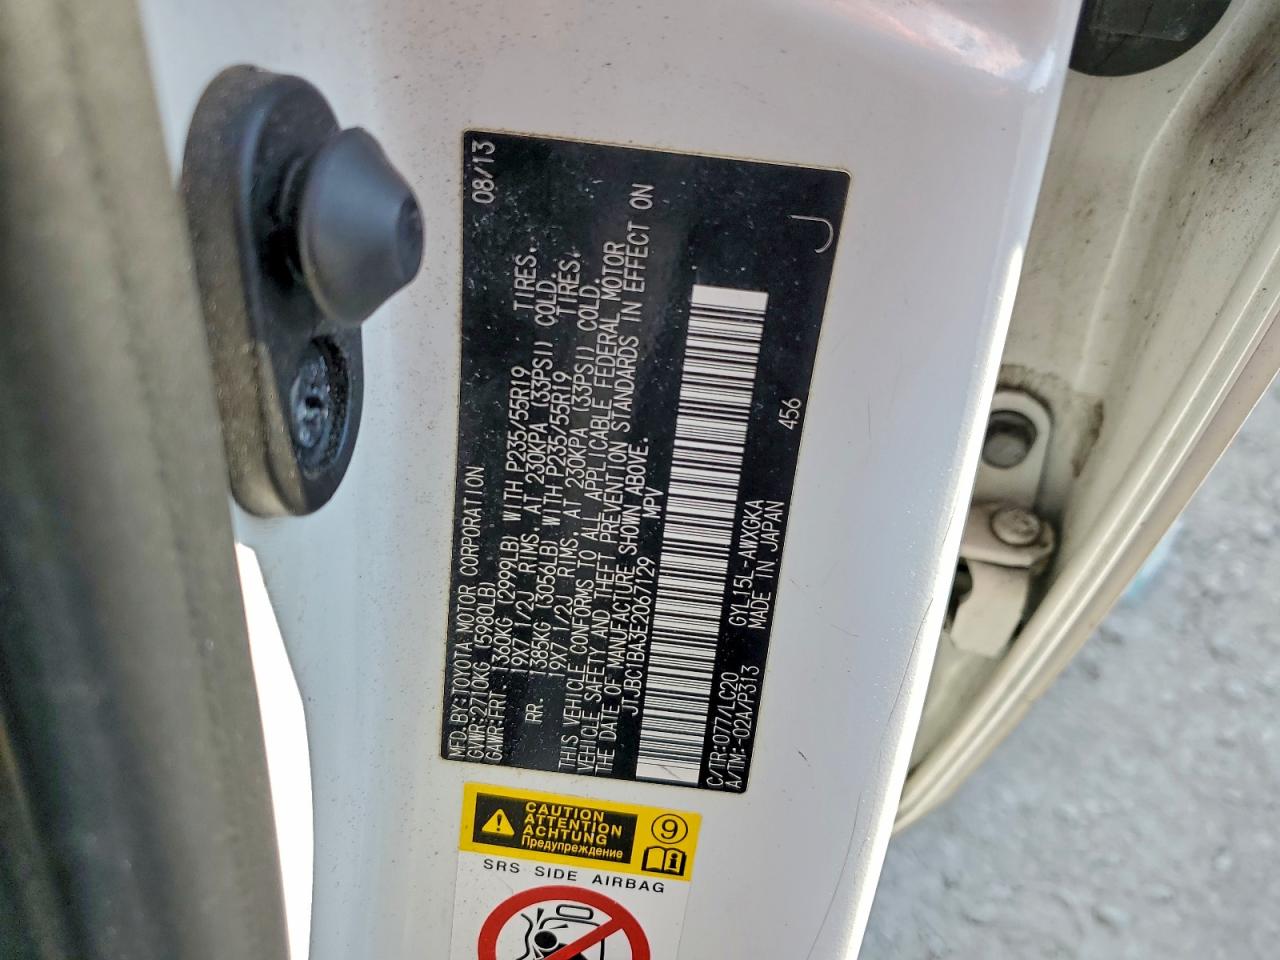 MFD.BY:TOYOTA MOTOR CORPORATION 08/13
GWR:2710KG (5980LB)
GAWR:FRT 1360KG (2999LB) WITH P235/55R19 TIRES.
19X7 1/2J RIMS, AT 230KPA (33PSI) COLD.
RR. 1385KG (3056LB) WITH P235/55R19 TIRES.
19X7 1/2J RIMS, AT 230KPA (33PSI) COLD.
THIS VEHICLE CONFORMS TO ALL APPLICABLE FEDERAL MOTOR
VEHICLE SAFETY AND THEFT PREVENTION STANDARDS IN EFFECT ON
THE DATE OF MANUFACTURE SHOWN ABOVE.
JTJBC1BA3E2067129 MPV
C/TR:077/LC20 GYL15L-AWXGKA 456
A/TM:-02A/P313 MADE IN JAPAN
J
CAUTION
ATTENTION
ACHTUNG
Предупреждение
9
i
SRS SIDE AIRBAG